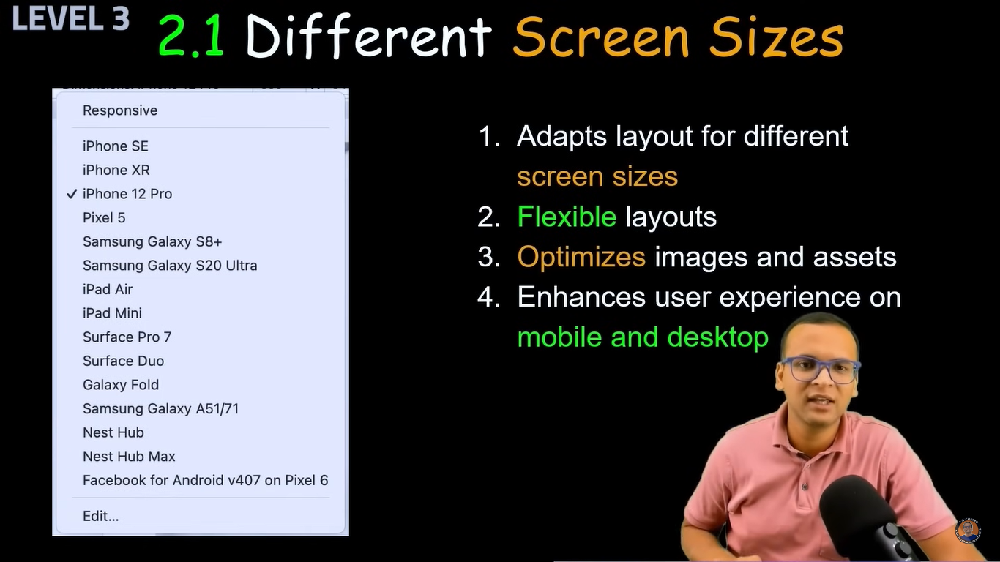 LEVEL 3
2.1 Different Screen Sizes
Responsive
iPhone SE
iPhone XR
✓ iPhone 12 Pro
Pixel 5
Samsung Galaxy S8+
Samsung Galaxy S20 Ultra
iPad Air
iPad Mini
Surface Pro 7
Surface Duo
Galaxy Fold
Samsung Galaxy A51/71
Nest Hub
Nest Hub Max
Facebook for Android v407 on Pixel 6
Edit...
1. Adapts layout for different
screen sizes
2. Flexible layouts
3. Optimizes images and assets
4. Enhances user experience on
mobile and desktop